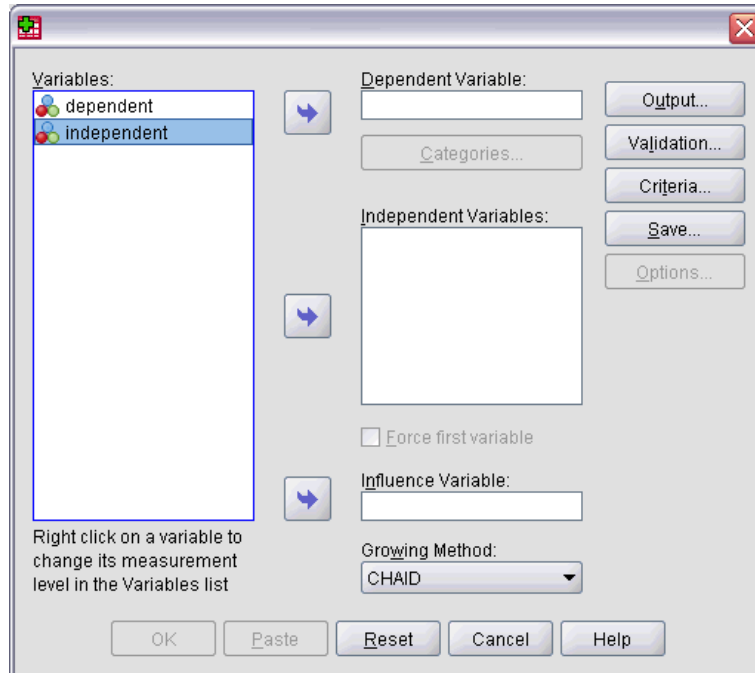 Variables:
dependent
independent
Right click on a variable to
change its measurement
level in the Variables list
Dependent Variable:
Categories...
Independent Variables:
Force first variable
Influence Variable:
Growing Method:
CHAID
Output...
Validation...
Criteria...
Save...
Options...
OK
Paste
Reset
Cancel
Help